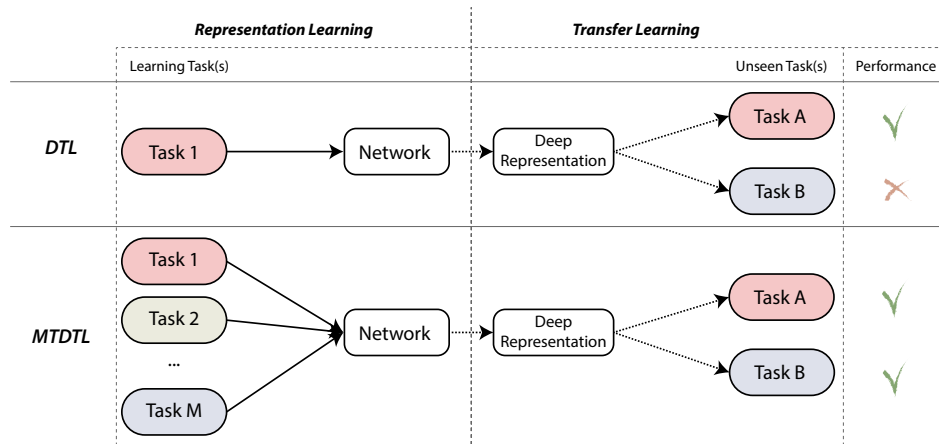 Representation Learning
Transfer Learning
Learning Task(s)
Unseen Task(s)
Performance
DTL
Task 1
Network
Deep
Representation
Task A
Task B
MTDTL
Task 1
Task 2
...
Task M
Network
Deep
Representation
Task A
Task B